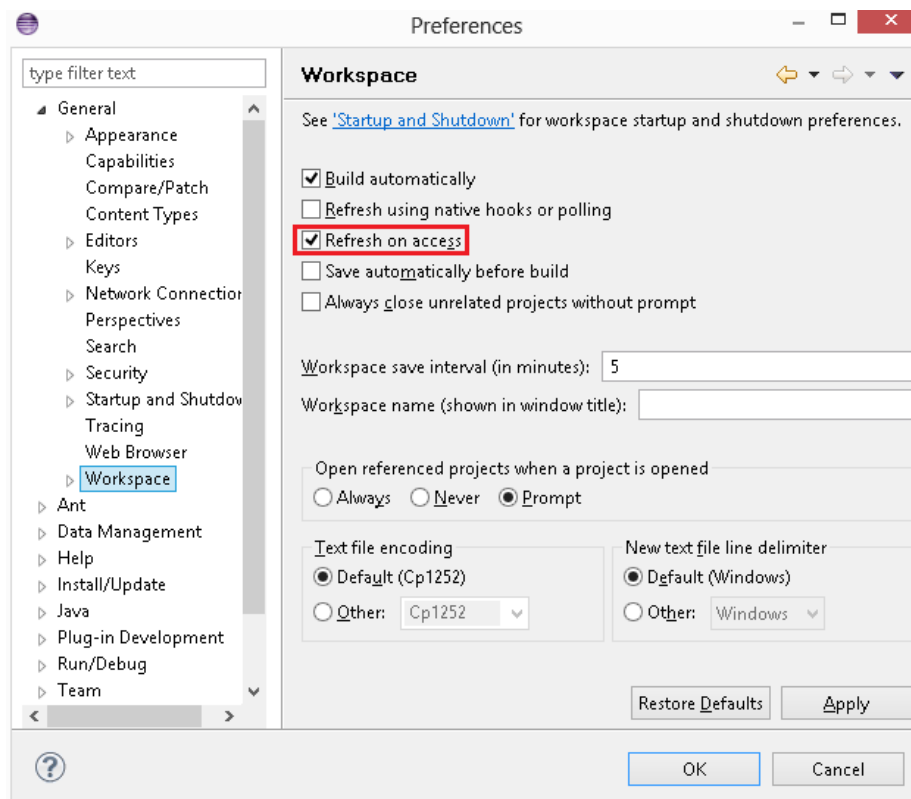 Preferences
type filter text
General
Appearance
Capabilities
Compare/Patch
Content Types
Editors
Keys
Network Connection
Perspectives
Search
Security
Startup and Shutdow
Tracing
Web Browser
Workspace
Ant
Data Management
Help
Install/Update
Java
Plug-in Development
Run/Debug
Team
Workspace
See 'Startup and Shutdown' for workspace startup and shutdown preferences.
Build automatically
Refresh using native hooks or polling
Refresh on access
Save automatically before build
Always close unrelated projects without prompt
Workspace save interval (in minutes): 5
Workspace name (shown in window title):
Open referenced projects when a project is opened
Always Never Prompt
Text file encoding
Default (Cp1252)
Other: Cp1252
New text file line delimiter
Default (Windows)
Other: Windows
Restore Defaults Apply
? OK Cancel